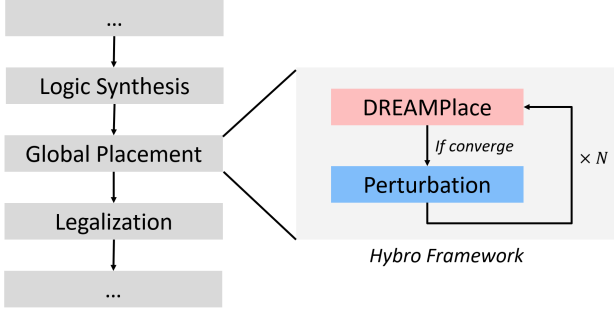 ...
Logic Synthesis
Global Placement
Legalization
...
DREAMPlace
If converge
× N
Perturbation
Hybro Framework